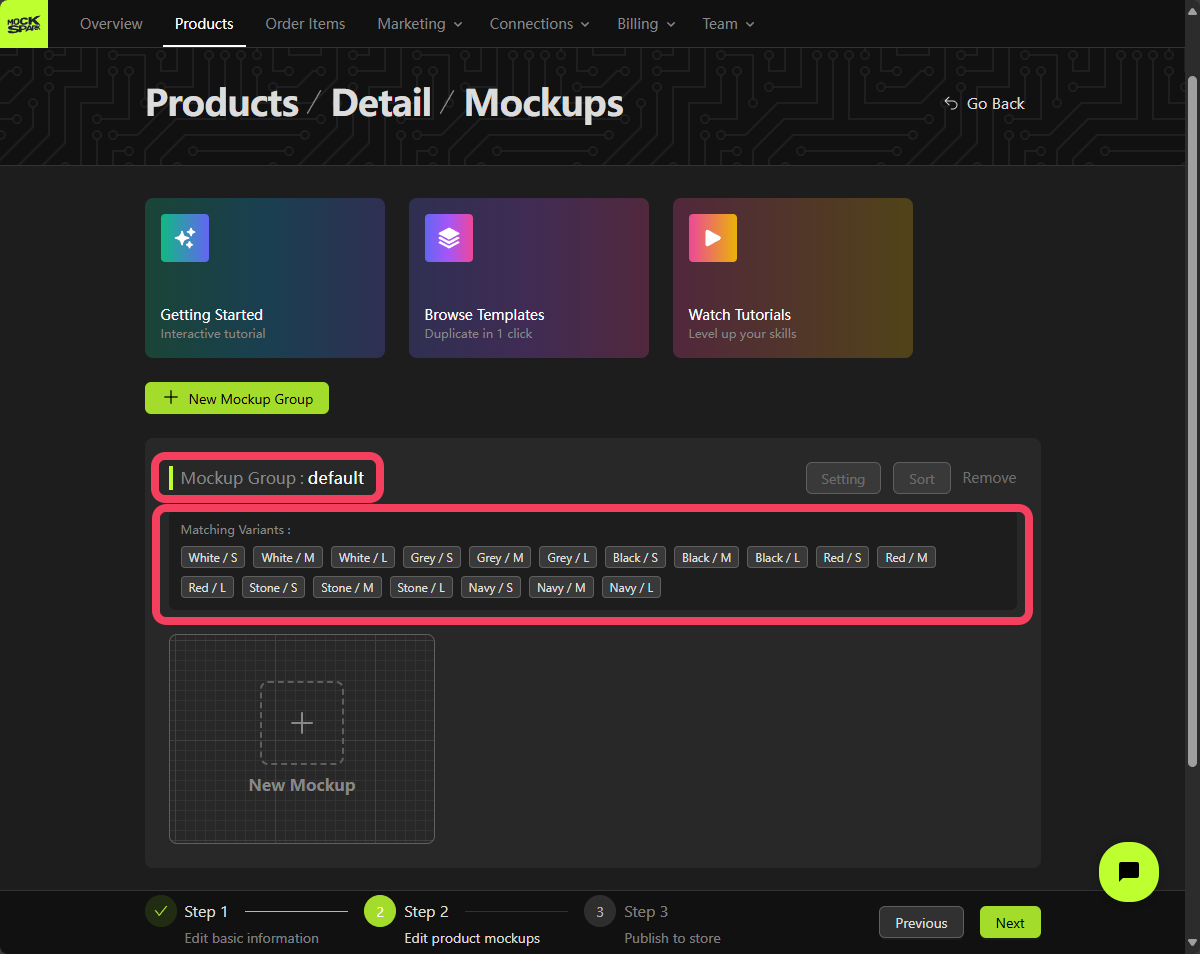 MOCK SPARK
Overview Products Order Items Marketing Connections Billing Team
Products / Detail / Mockups
Go Back
Getting Started
Interactive tutorial
Browse Templates
Duplicate in 1 click
Watch Tutorials
Level up your skills
New Mockup Group
Mockup Group : default
Setting Sort Remove
Matching Variants :
White / S White / M White / L Grey / S Grey / M Grey / L Black / S Black / M Black / L Red / S Red / M
Red / L Stone / S Stone / M Stone / L Navy / S Navy / M Navy / L
New Mockup
Step 1
Edit basic information
2 Step 2
Edit product mockups
3 Step 3
Publish to store
Previous Next